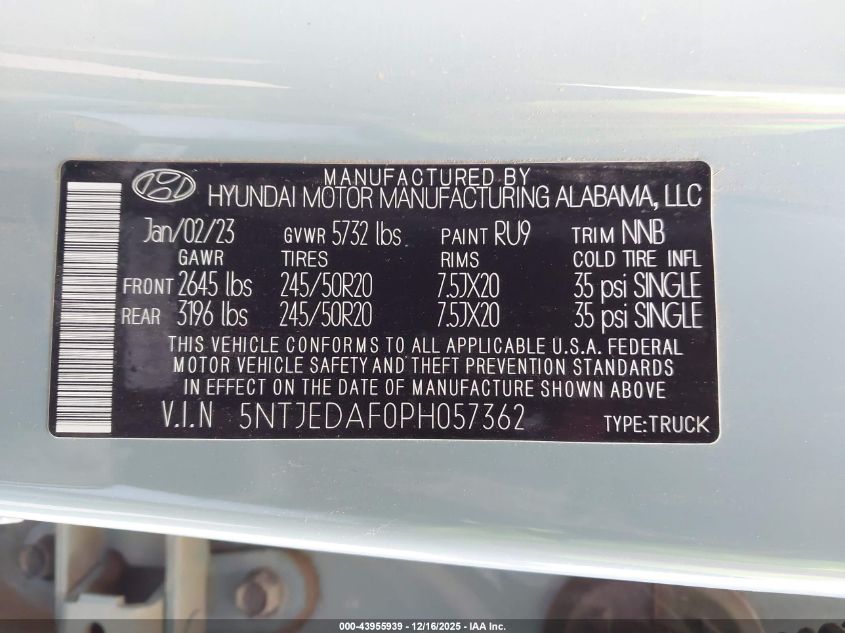 MANUFACTURED BY
HYUNDAI MOTOR MANUFACTURING ALABAMA, LLC
Jan/02/23 GVWR 5732 lbs PAINT RU9 TRIM NNB
GAWR TIRES RIMS COLD TIRE INFL
FRONT 2645 lbs 245/50R20 7.5JX20 35 psi SINGLE
REAR 3196 lbs 245/50R20 7.5JX20 35 psi SINGLE
THIS VEHICLE CONFORMS TO ALL APPLICABLE U.S.A. FEDERAL
MOTOR VEHICLE SAFETY AND THEFT PREVENTION STANDARDS
IN EFFECT ON THE DATE OF MANUFACTURE SHOWN ABOVE
V.I.N 5NTJEDAF0PH057362 TYPE:TRUCK
000-43955939 - 12/16/2025 - IAA Inc.